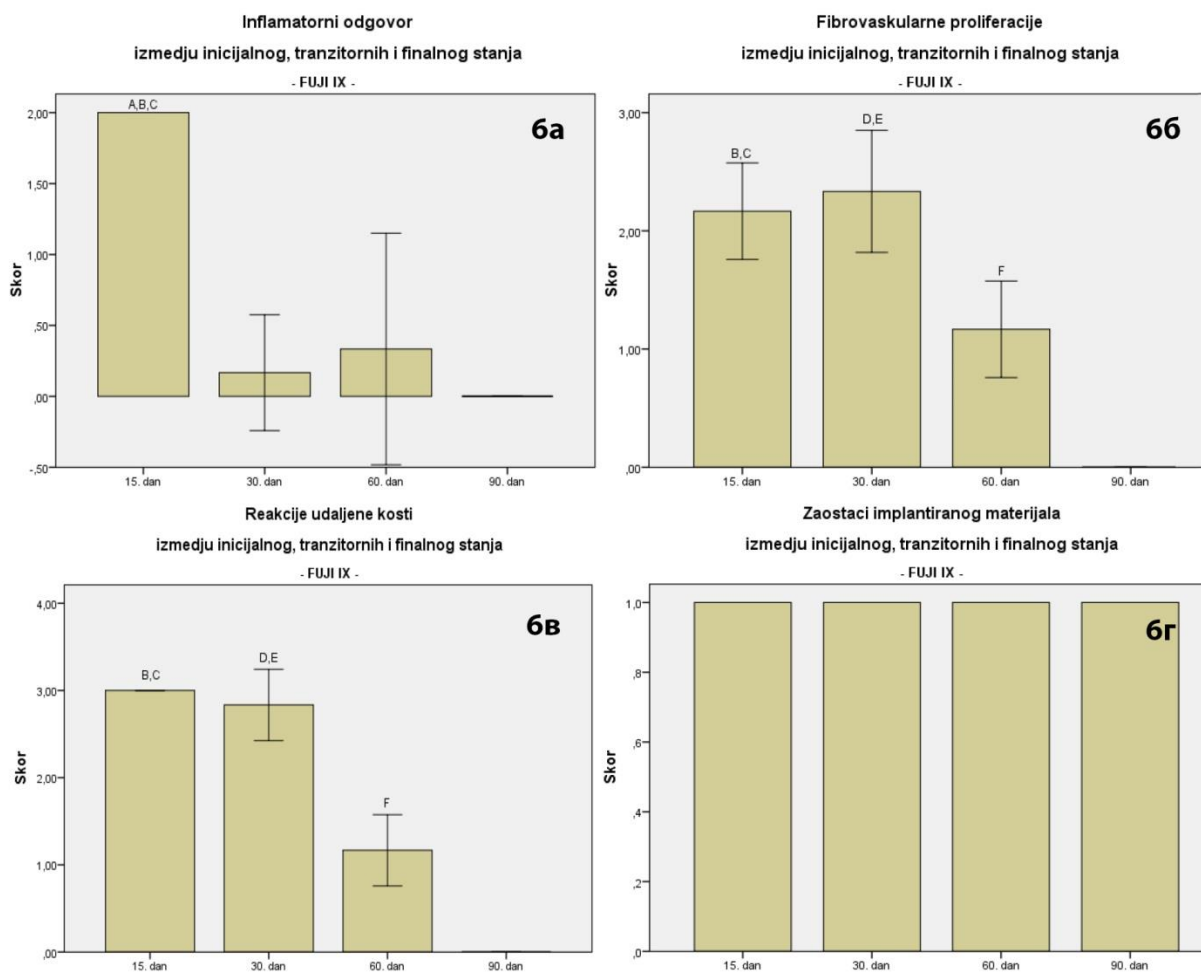 Inflamatorni odgovor
izmedju inicijalnog, tranzitornih i finalnog stanja
- FUJI IX -
6а
A,B,C
2,00
1,50
1,00
,50
,00
-,50
Skor
15. dan
30. dan
60. dan
90. dan
Fibrovaskularne proliferacije
izmedju inicijalnog, tranzitornih i finalnog stanja
- FUJI IX -
6б
B,C
D,E
F
3,00
2,00
1,00
,00
Skor
15. dan
30. dan
60. dan
90. dan
Reakcije udaljene kosti
izmedju inicijalnog, tranzitornih i finalnog stanja
- FUJI IX -
6в
B,C
D,E
F
4,00
3,00
2,00
1,00
,00
Skor
15. dan
30. dan
60. dan
90. dan
Zaostaci implantiranog materijala
izmedju inicijalnog, tranzitornih i finalnog stanja
- FUJI IX -
6г
1,0
,8
,6
,4
,2
,0
Skor
15. dan
30. dan
60. dan
90. dan